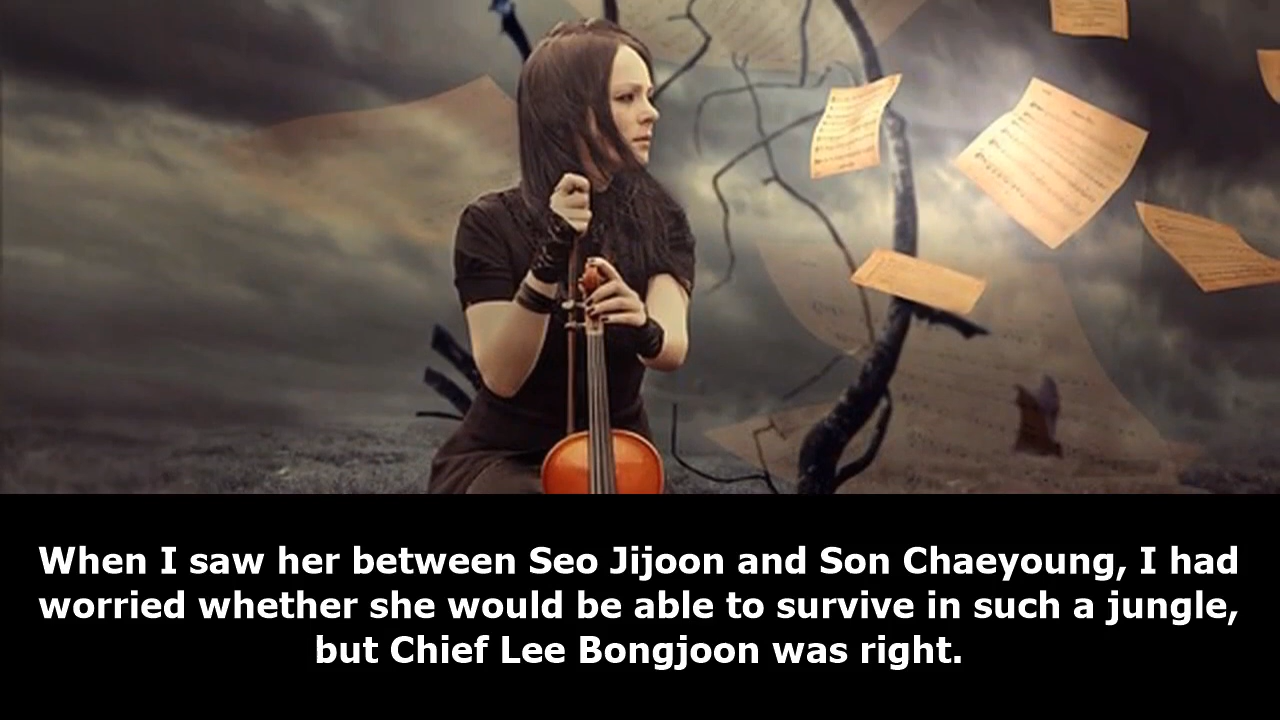 When I saw her between Seo Jijoon and Son Chaeyoung, I had
worried whether she would be able to survive in such a jungle,
but Chief Lee Bongjoon was right.